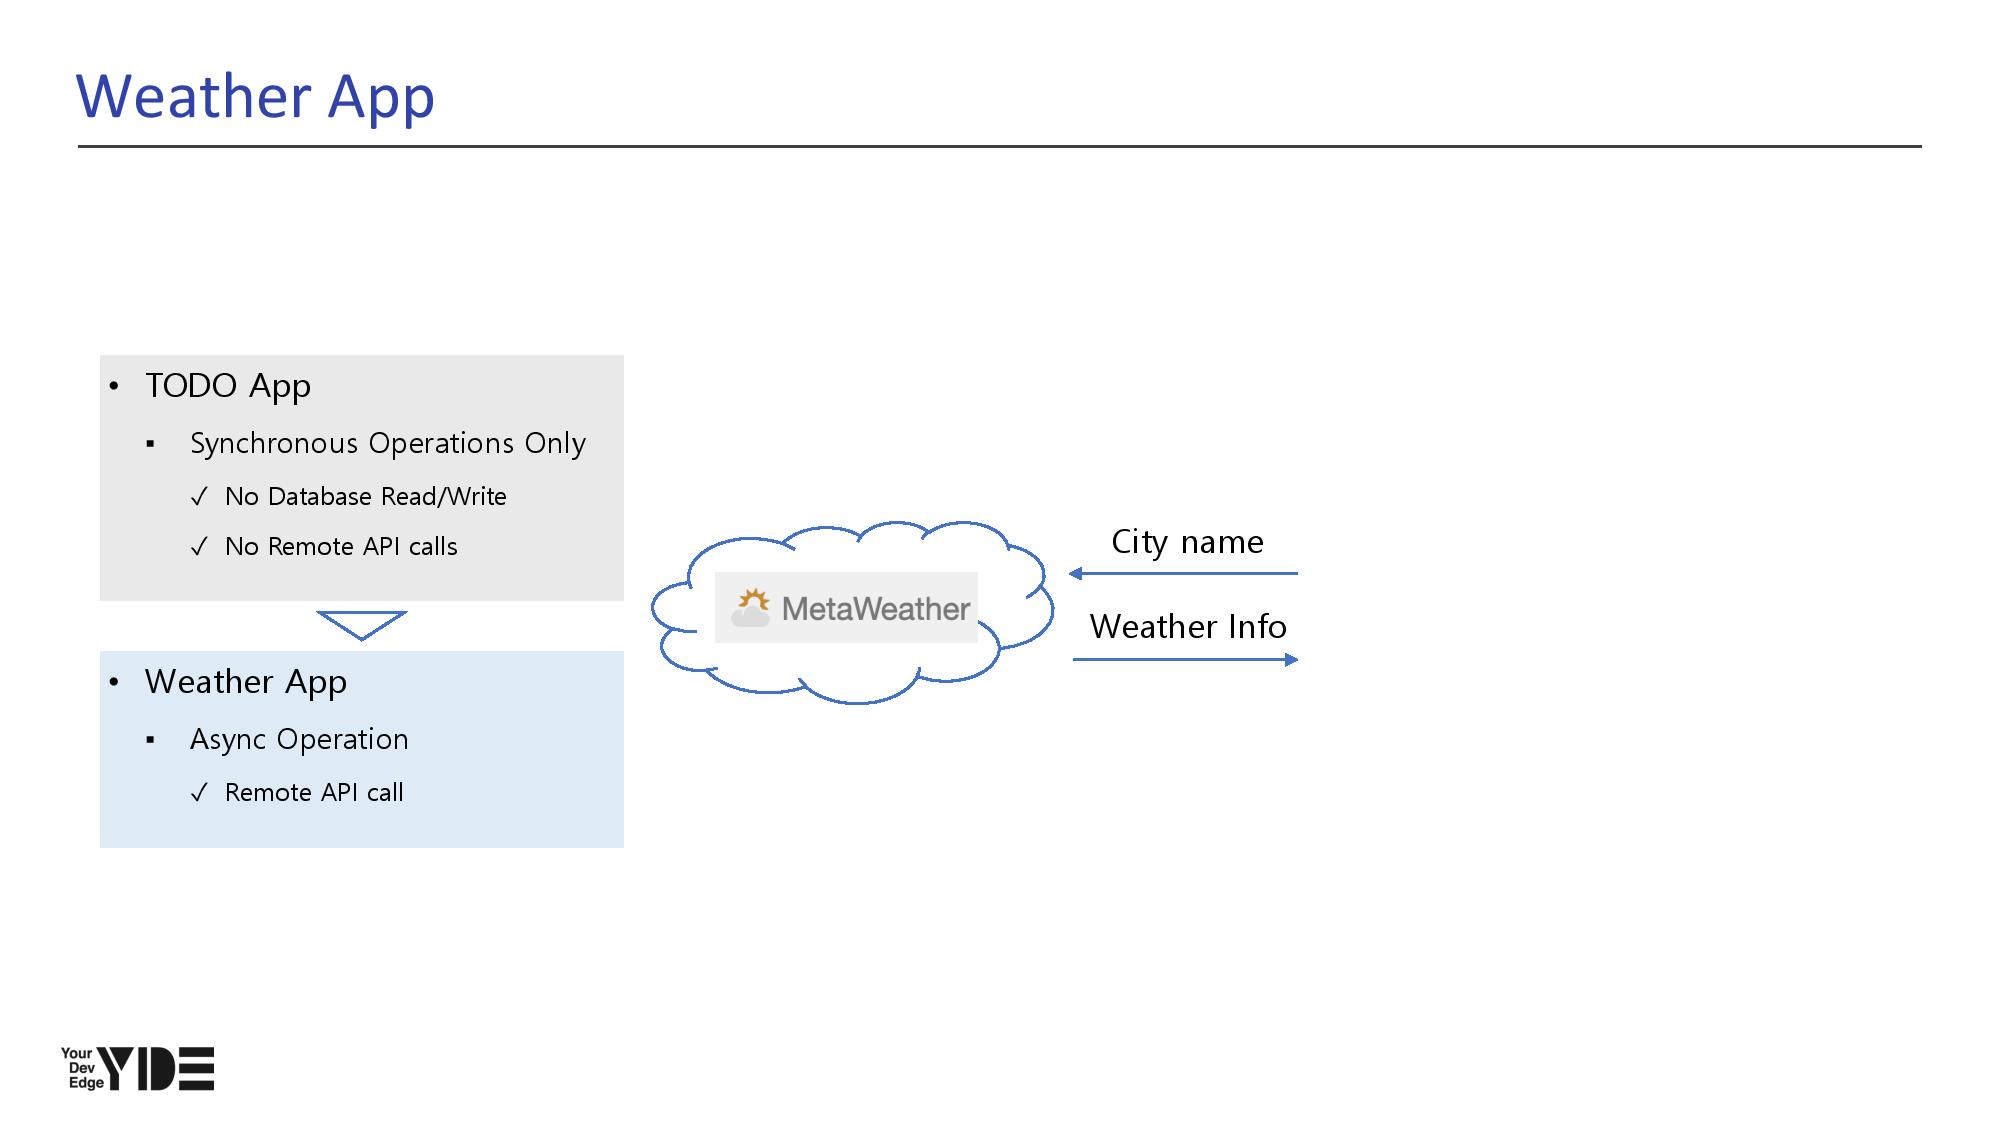 Weather App
• TODO App
▪ Synchronous Operations Only
✓ No Database Read/Write
✓ No Remote API calls
• Weather App
▪ Async Operation
✓ Remote API call
MetaWeather
City name
Weather Info
Your
Dev
Edge
YDE